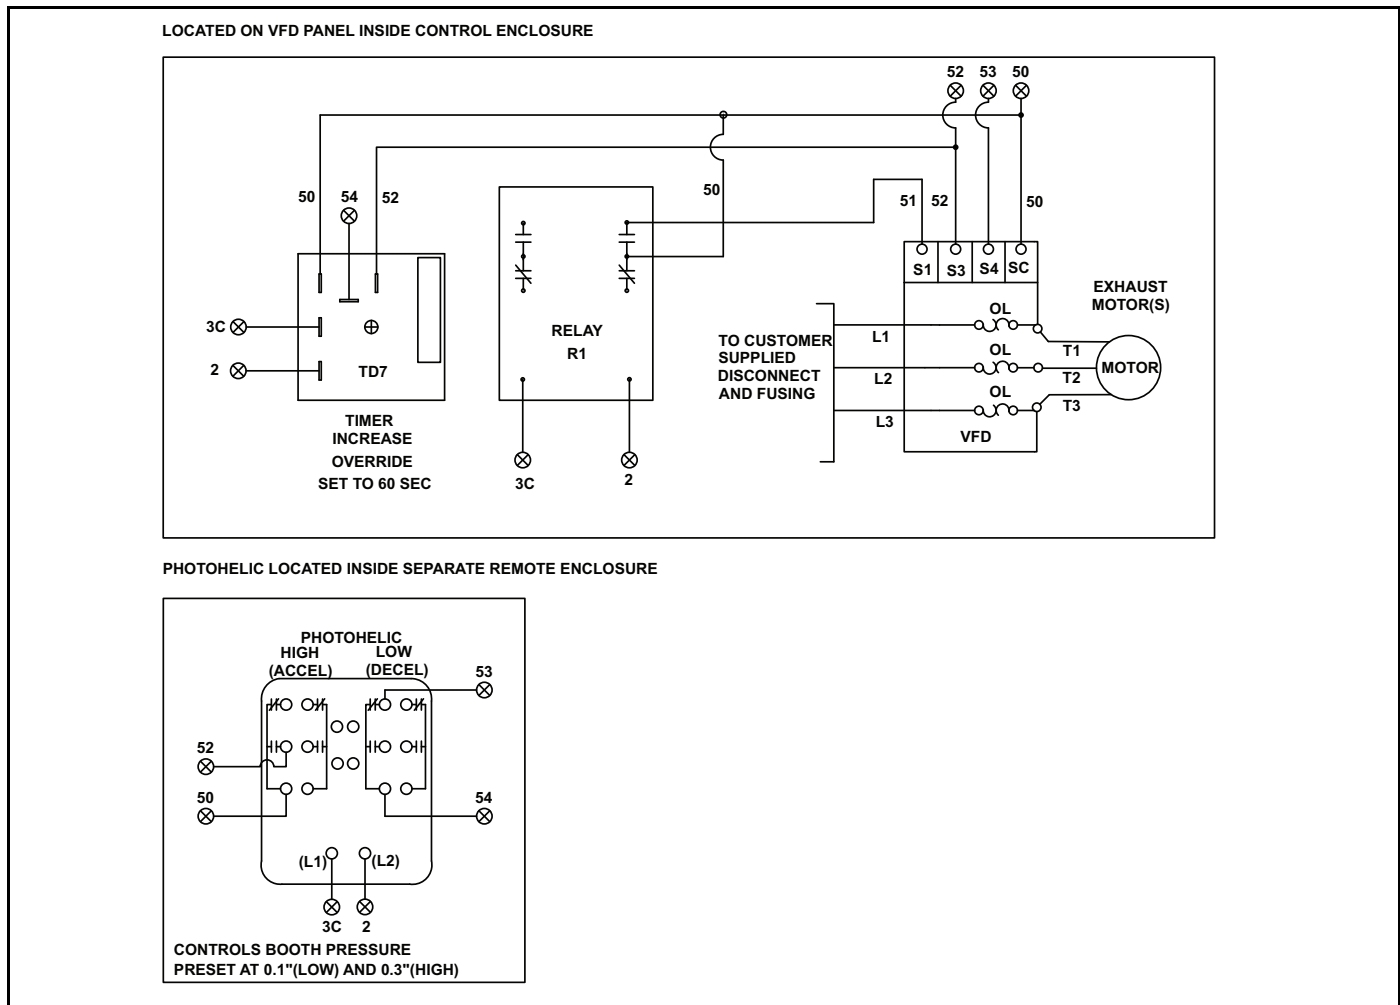 LOCATED ON VFD PANEL INSIDE CONTROL ENCLOSURE
52 53 50
50 54 52
50
51 52 50
S1 S3 S4 SC
EXHAUST
MOTOR(S)
3C
2
TD7
RELAY
R1
TO CUSTOMER
SUPPLIED
DISCONNECT
AND FUSING
L1
L2
L3
OL
OL
OL
VFD
T1
T2
T3
MOTOR
TIMER
INCREASE
OVERRIDE
SET TO 60 SEC
3C 2
PHOTOHELIC LOCATED INSIDE SEPARATE REMOTE ENCLOSURE
PHOTOHELIC
HIGH LOW
(ACCEL) (DECEL)
53
52
50
54
(L1) (L2)
3C 2
CONTROLS BOOTH PRESSURE
PRESET AT 0.1"(LOW) AND 0.3"(HIGH)